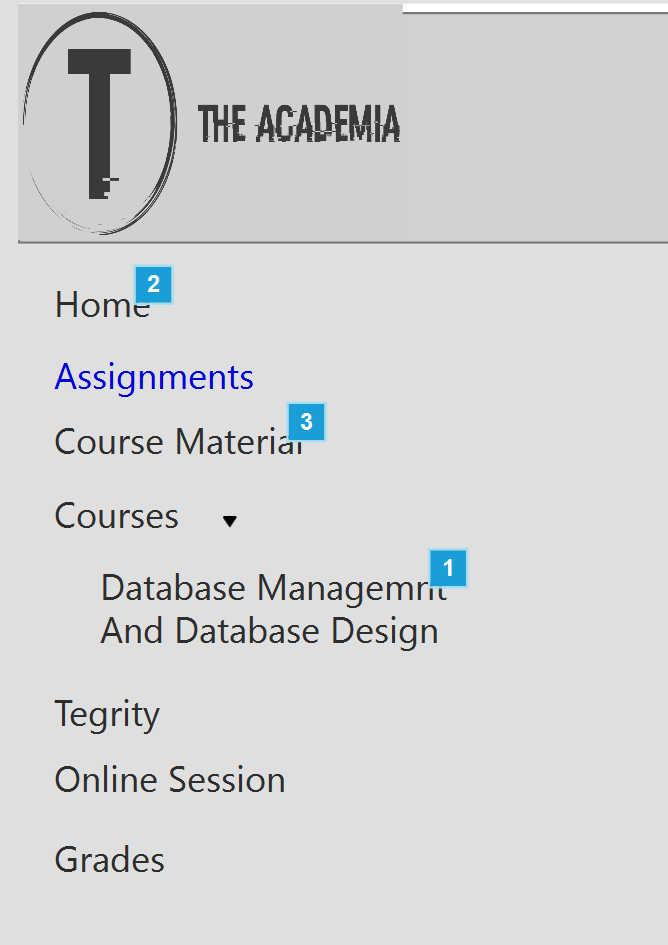 T
THE ACADEMIA
Home 2
Assignments
Course Material 3
Courses
Database Managemnt 1
And Database Design
Tegrity
Online Session
Grades